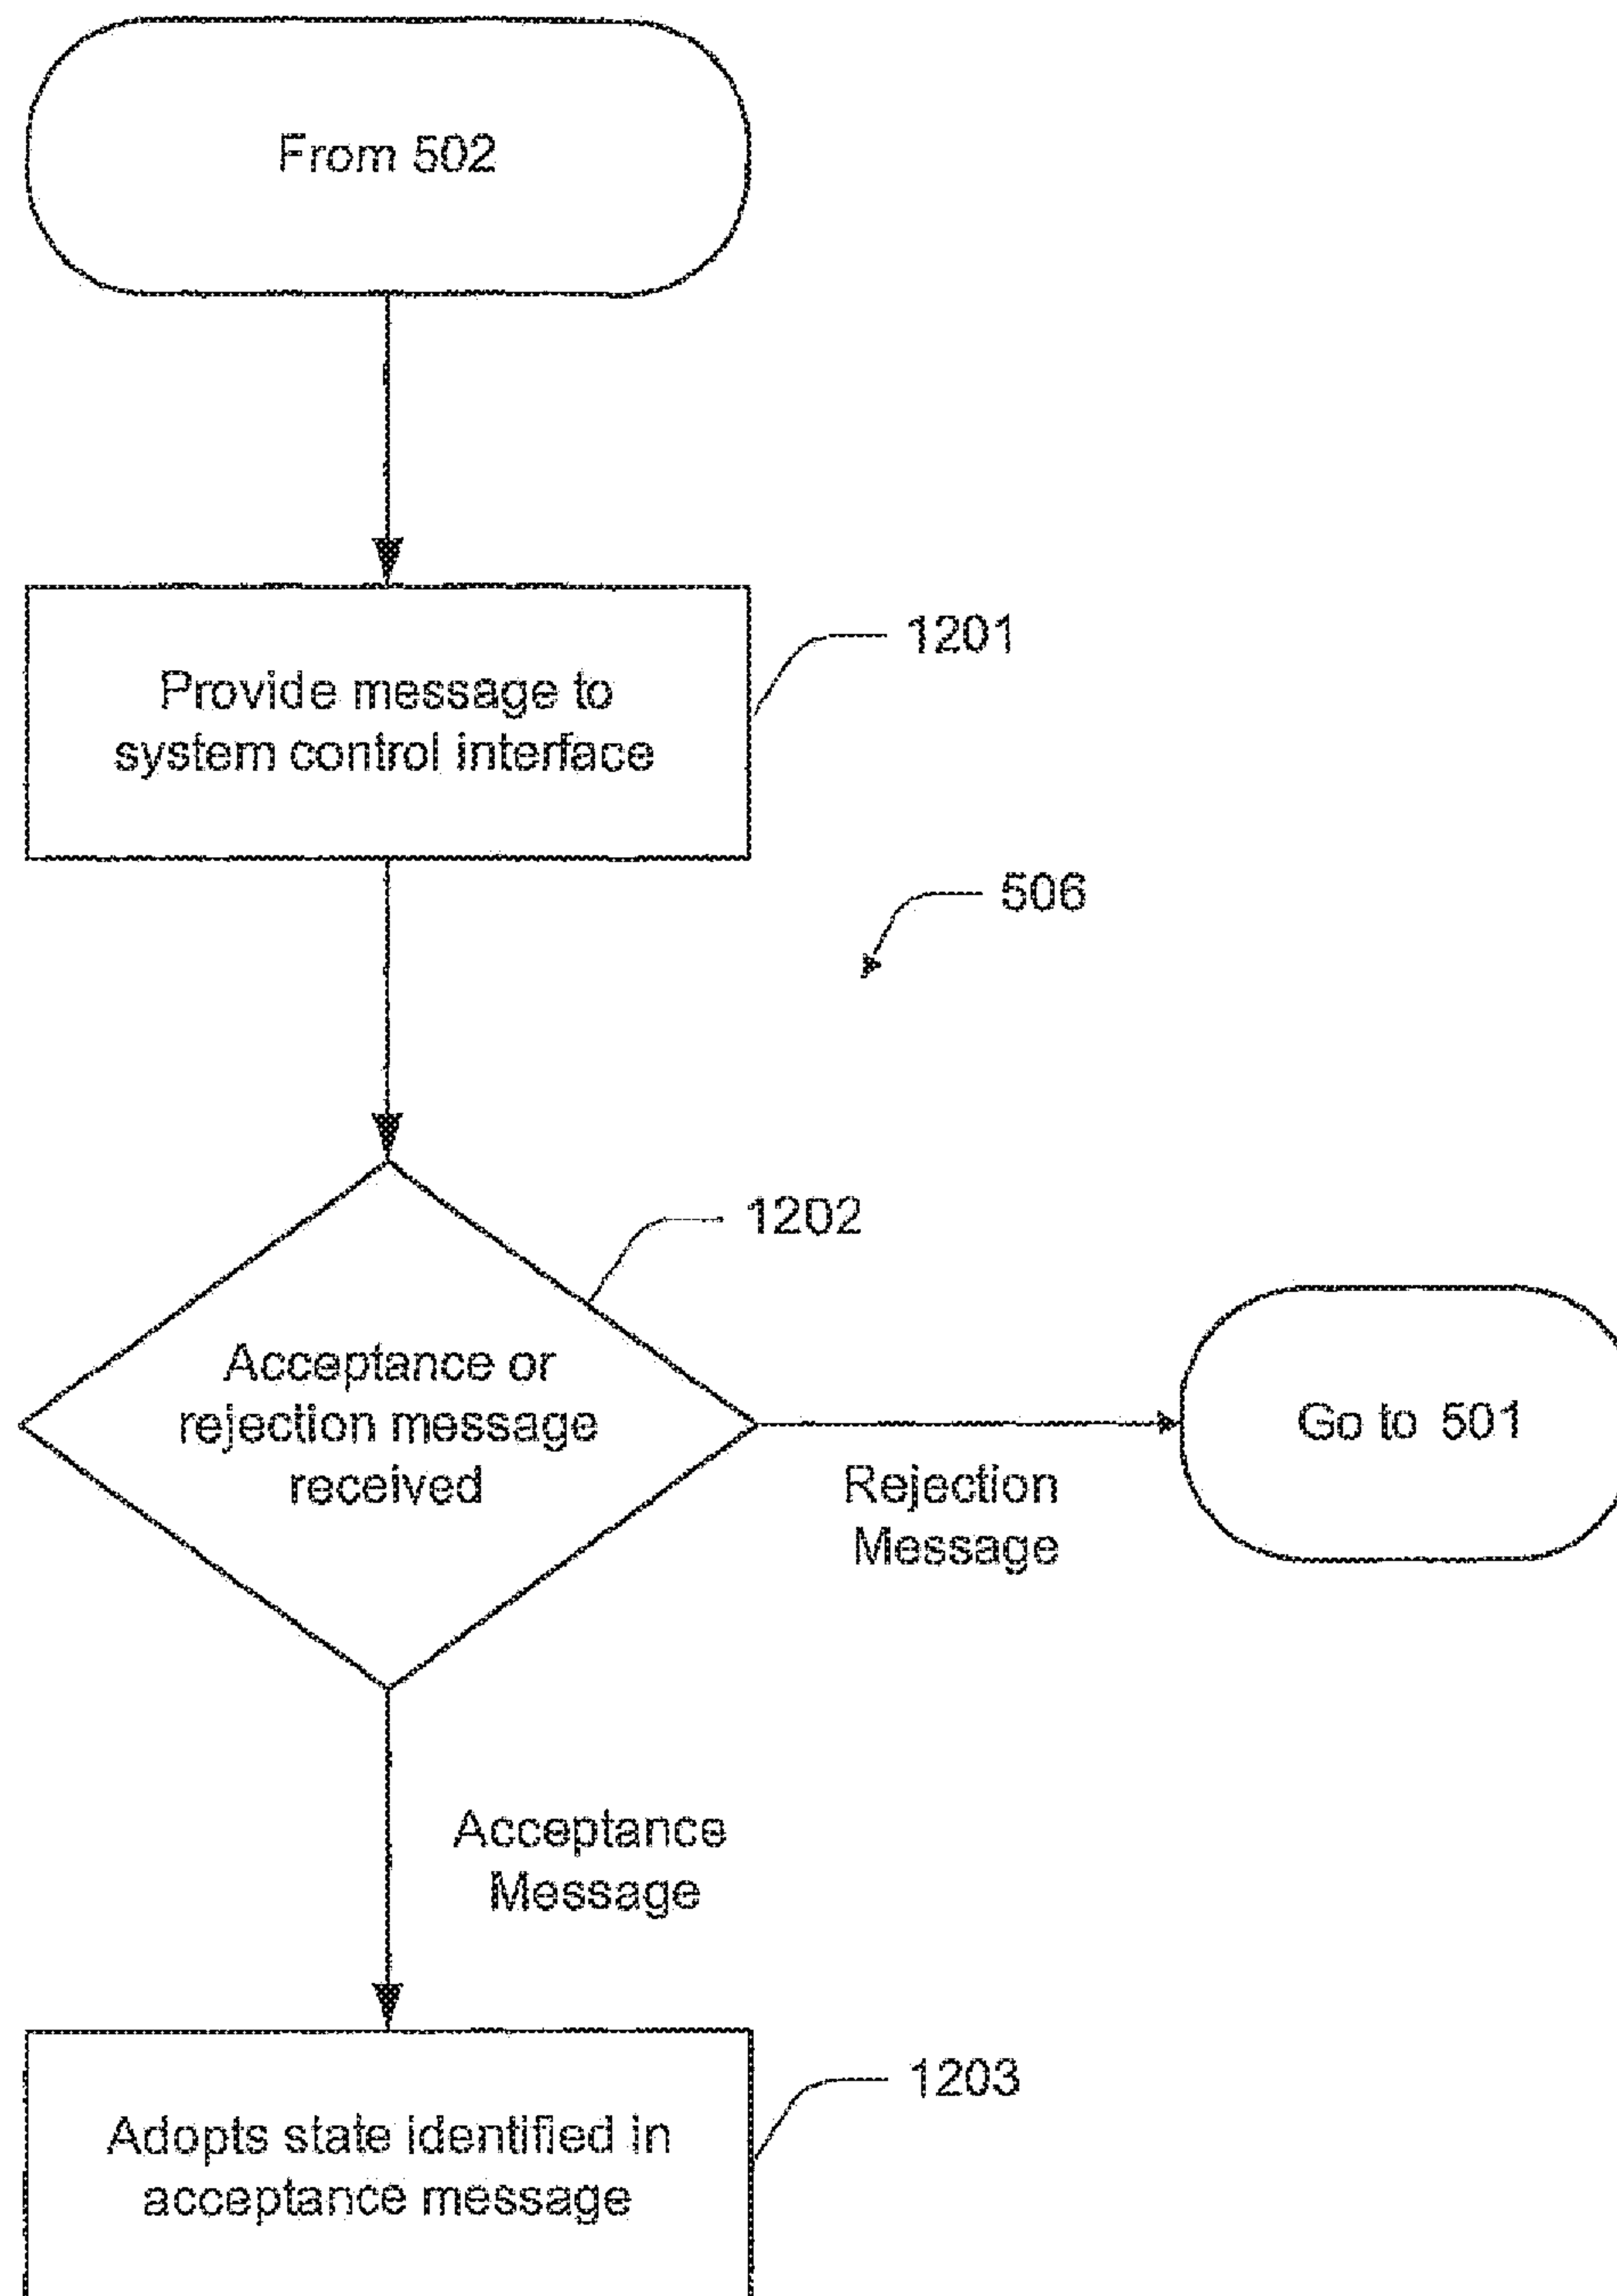 From 502
Provide message to
system control interface
1201
506
Acceptance or
rejection message
received
1202
Rejection
Message
Go to 501
Acceptance
Message
Adopts state identified in
acceptance message
1203